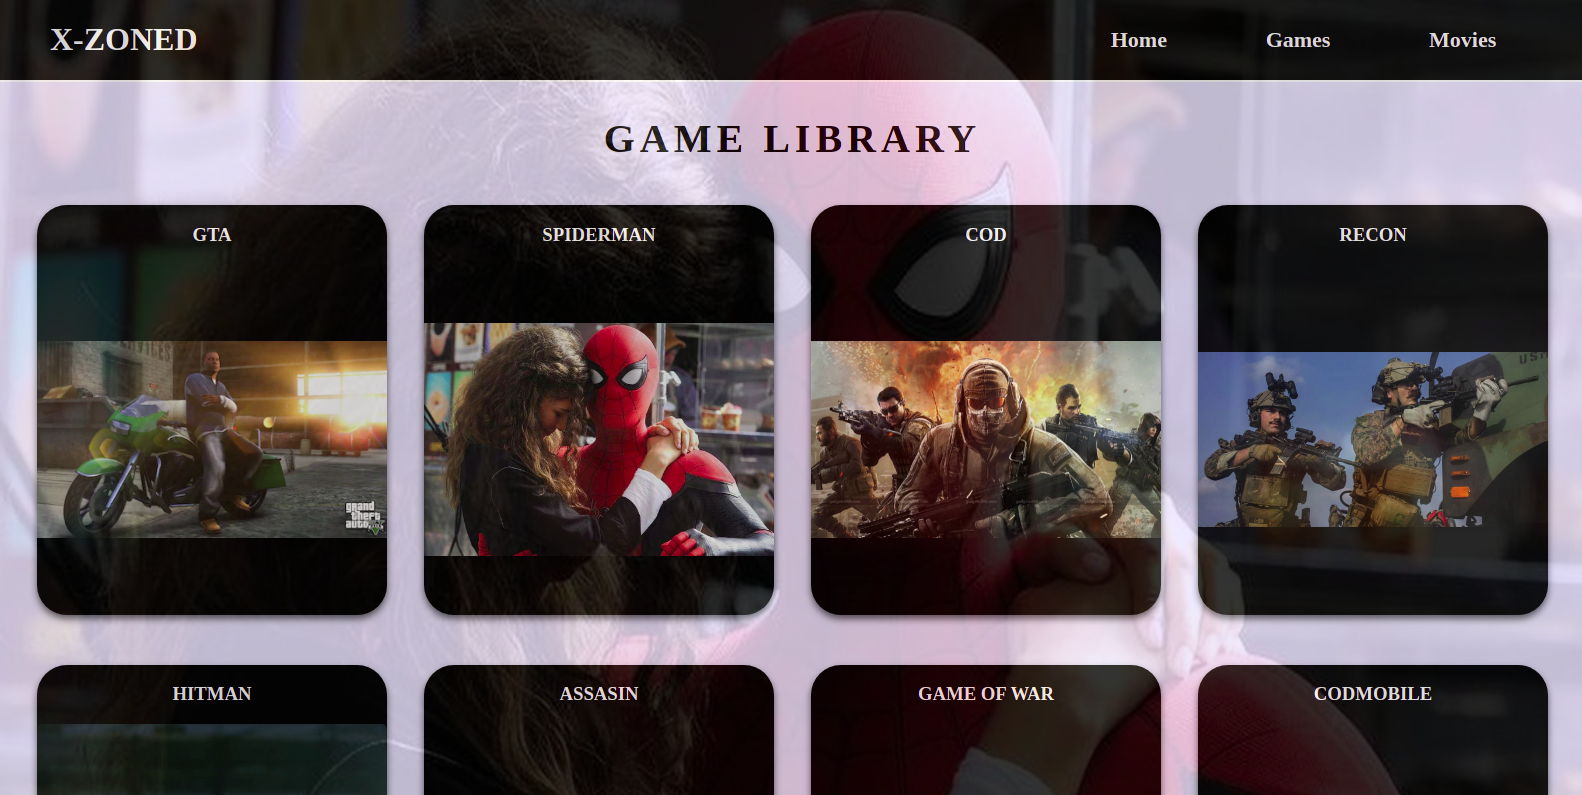 X-ZONED
Home
Games
Movies
GAME LIBRARY
GTA
SPIDERMAN
COD
RECON
grand
theft
auto
HITMAN
ASSASIN
GAME OF WAR
CODMOBILE